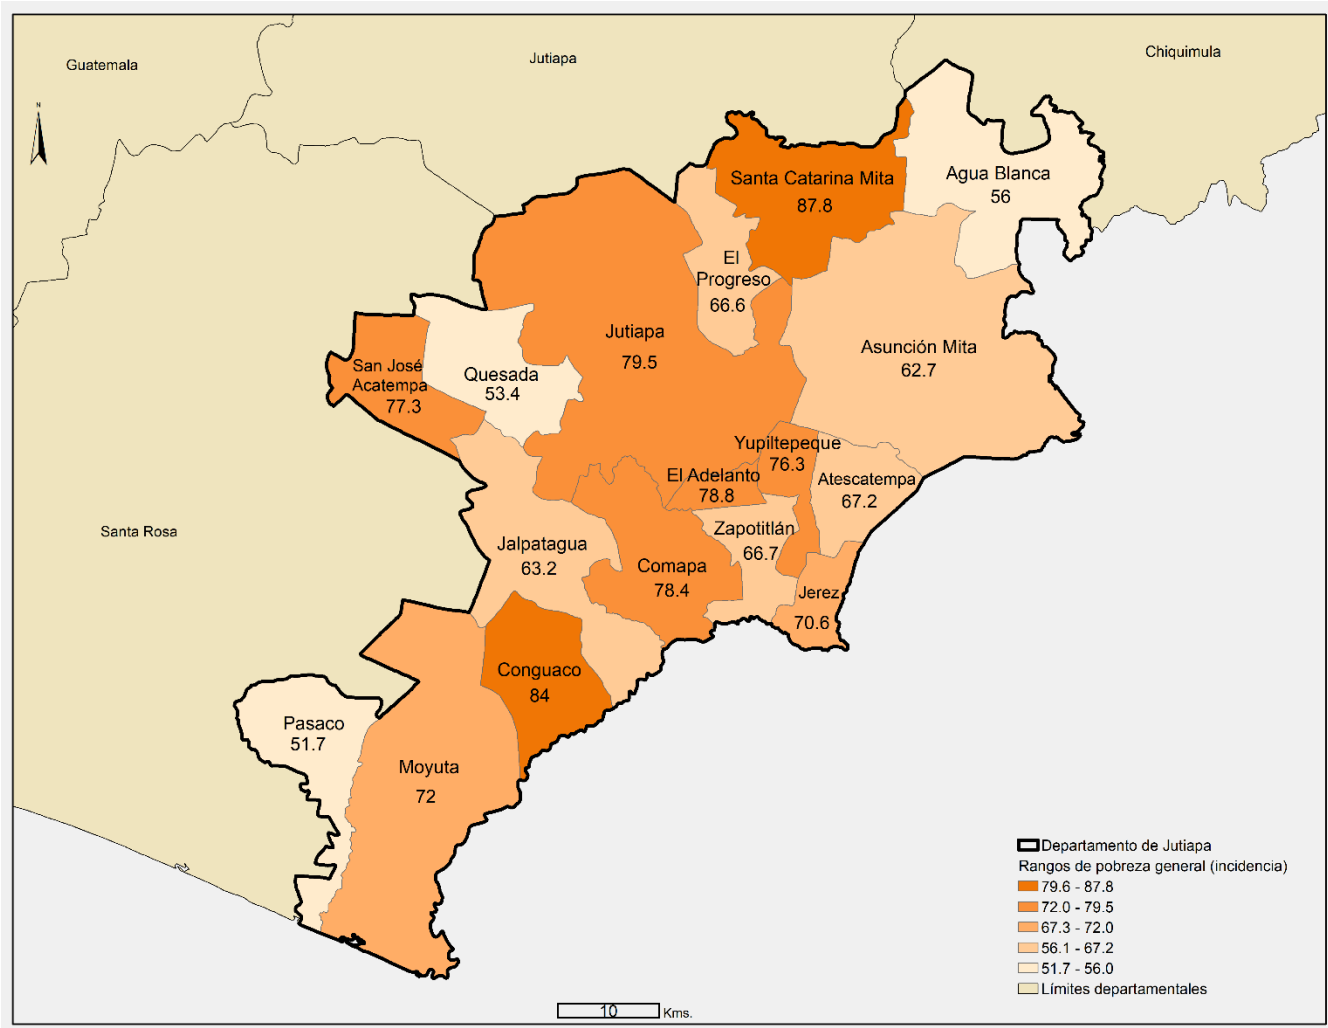 Guatemala
Jutiapa
Chiquimula
N
Santa Catarina Mita
87.8
Agua Blanca
56
El
Progreso
66.6
Jutiapa
79.5
Asunción Mita
62.7
San José
Acatempa
77.3
Quesada
53.4
Yupiltepeque
76.3
El Adelanto
78.8
Atescatempa
67.2
Santa Rosa
Zapotitlán
66.7
Jalpatagua
63.2
Comapa
78.4
Jerez
70.6
Conguaco
84
Pasaco
51.7
Moyuta
72
Departamento de Jutiapa
Rangos de pobreza general (incidencia)
79.6 - 87.8
72.0 - 79.5
67.3 - 72.0
56.1 - 67.2
51.7 - 56.0
Límites departamentales
10 Kms.